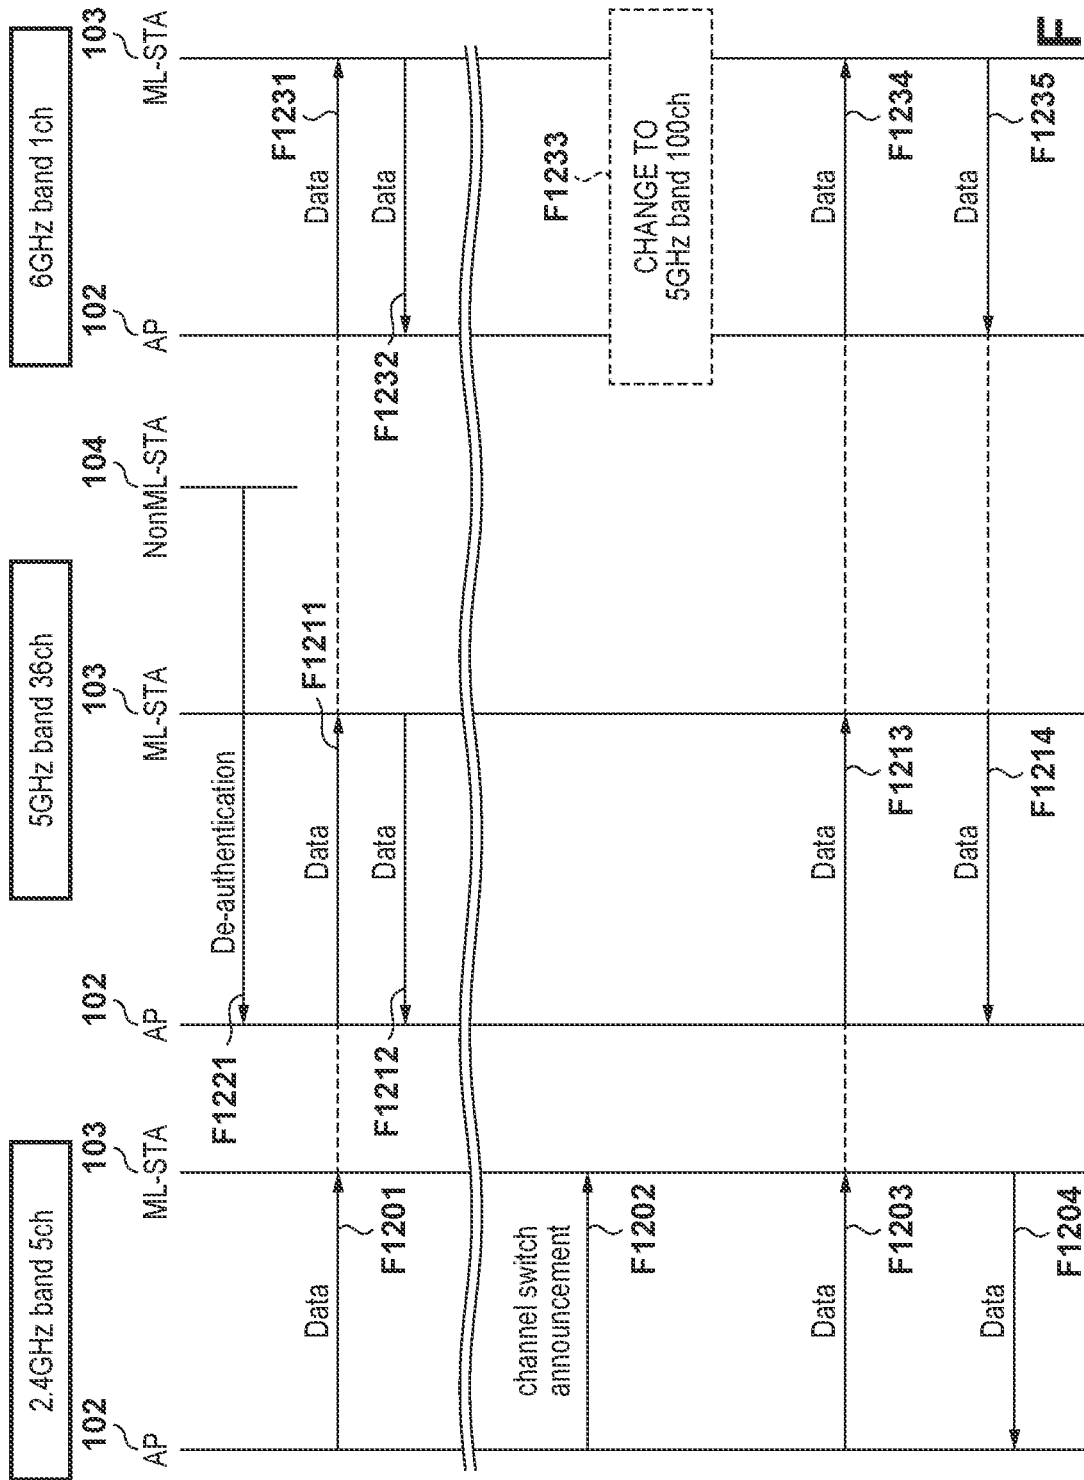 2.4GHz band 5ch
5GHz band 36ch
6GHz band 1ch
102
AP
103
ML-STA
102
AP
103
ML-STA
104
NonML-STA
102
AP
103
ML-STA
De-authentication
F1221
Data
F1201
Data
F1211
Data
F1231
Data
F1212
Data
F1232
channel switch
announcement
F1202
F1233
CHANGE TO
5GHz band 100ch
Data
F1203
Data
F1213
Data
F1234
Data
F1204
Data
F1214
Data
F1235
F